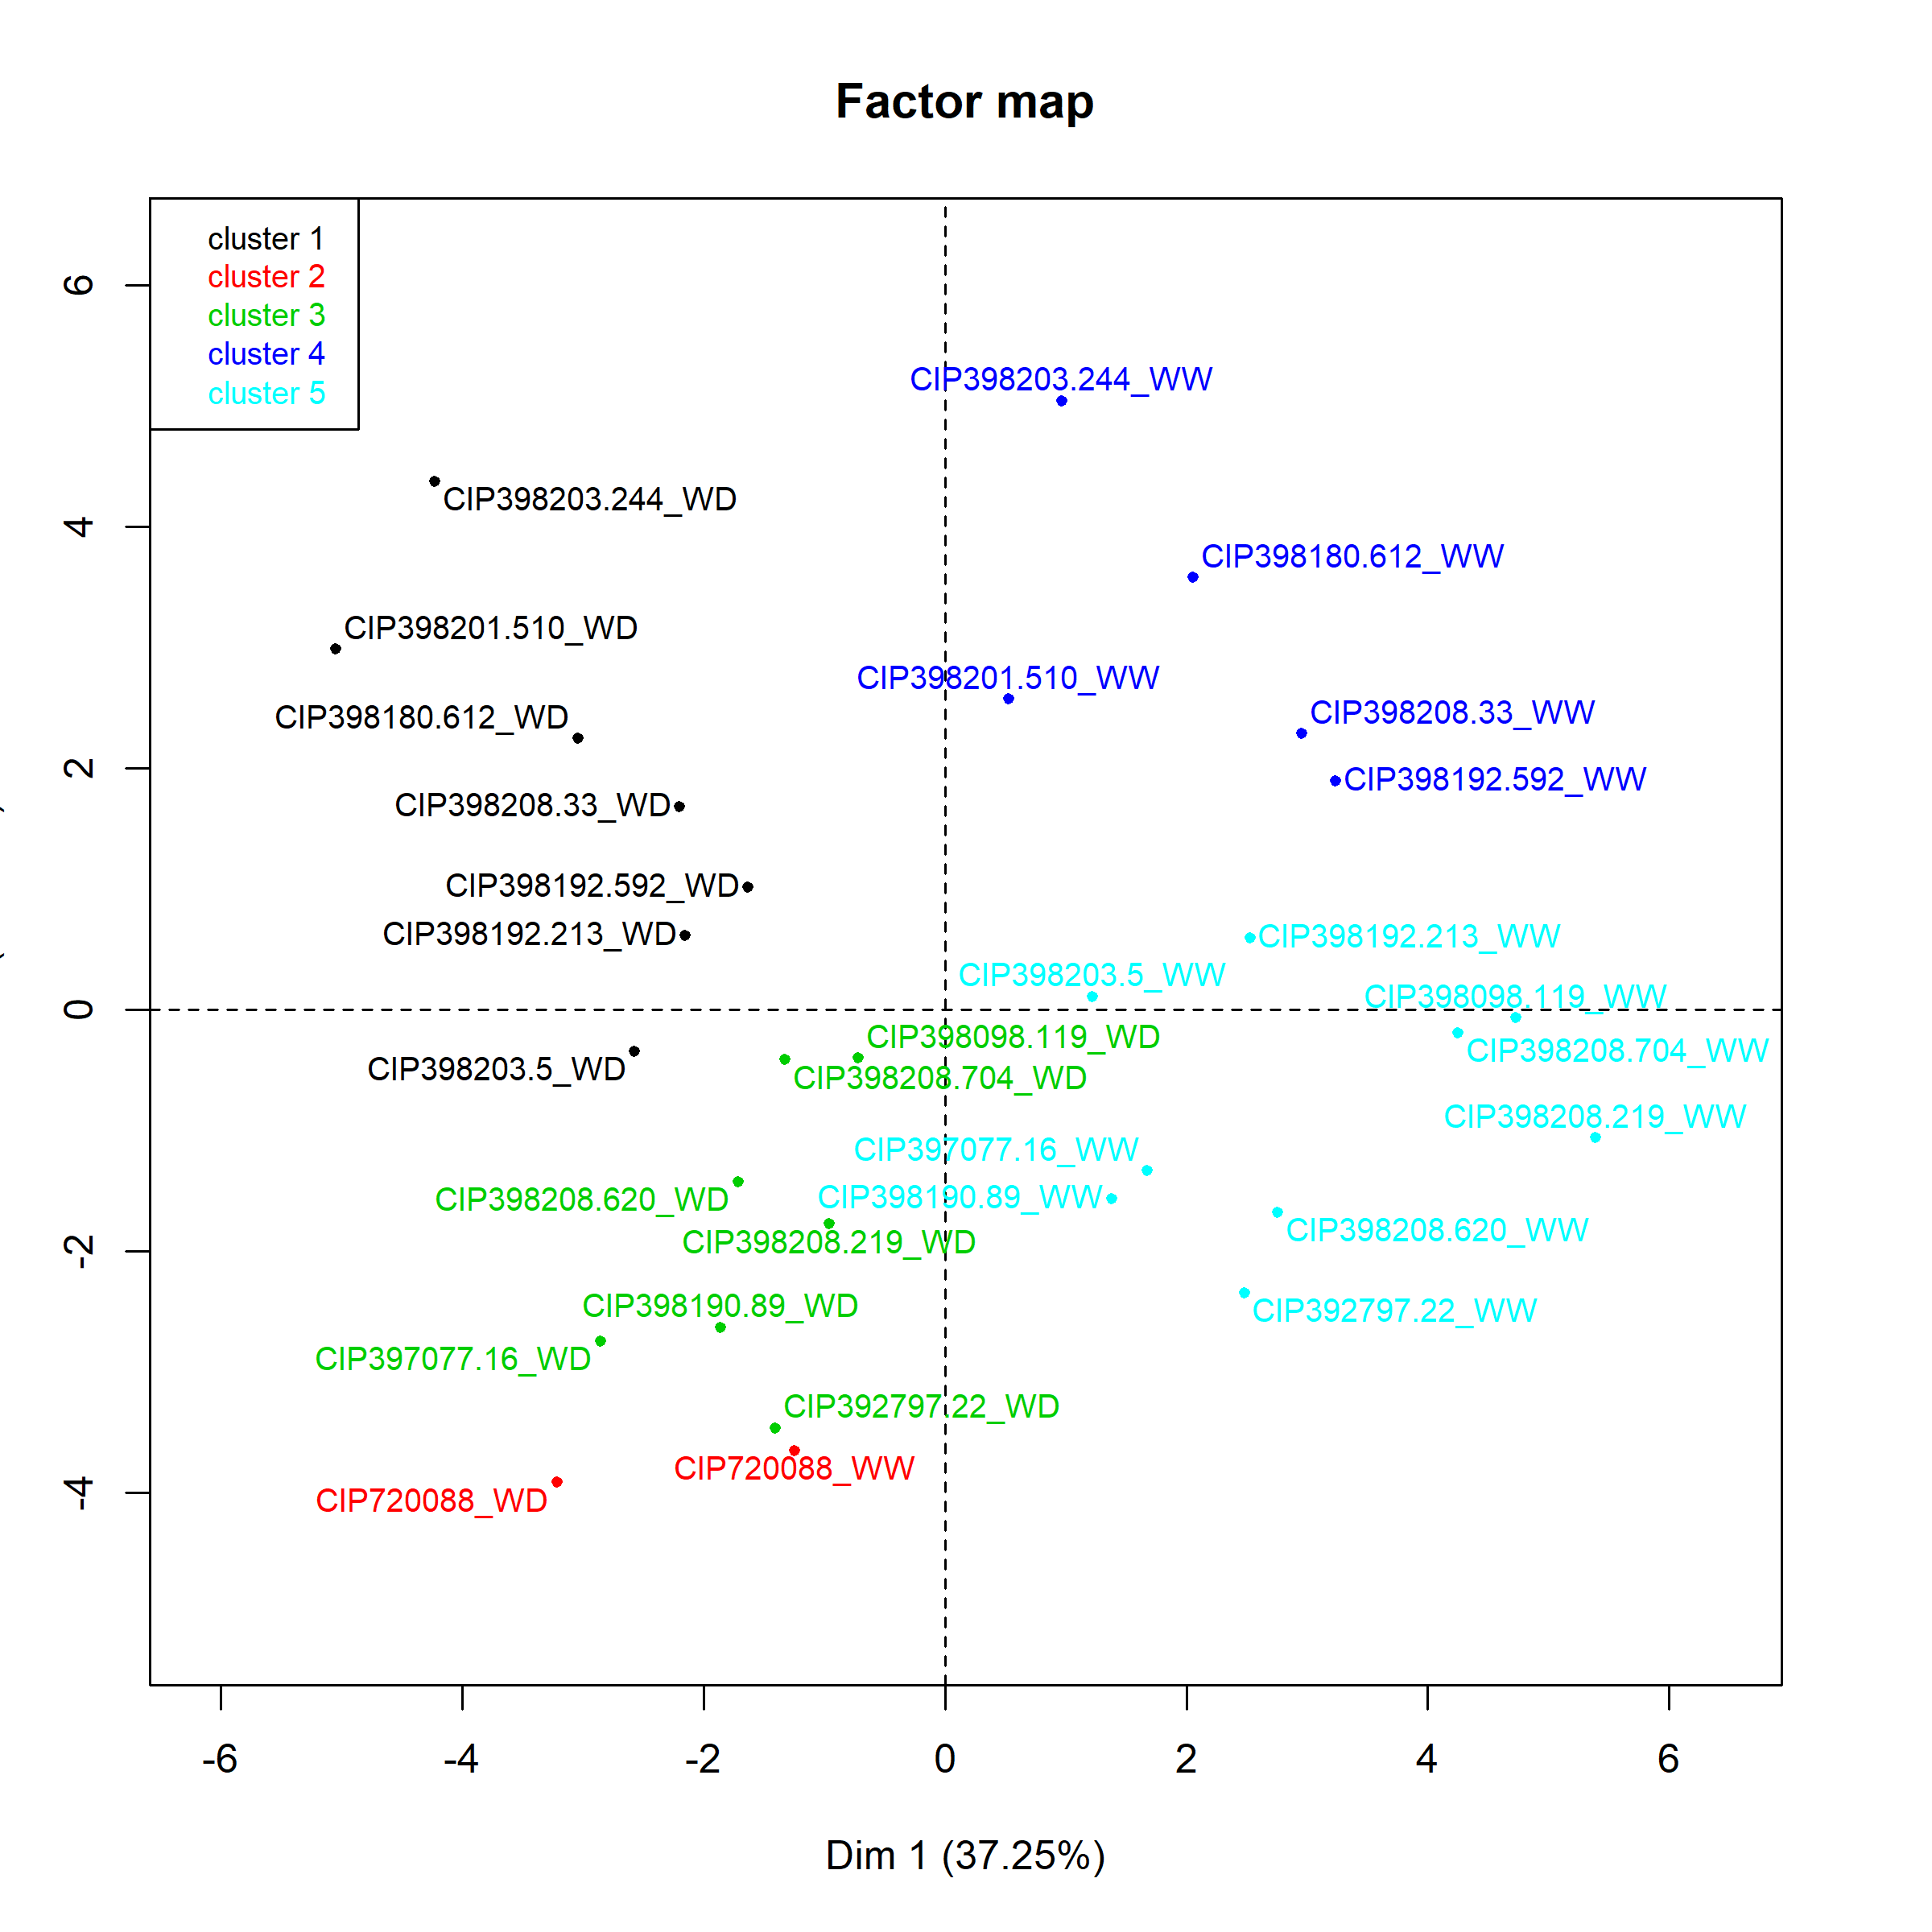 Factor map
cluster 1
cluster 2
cluster 3
cluster 4
cluster 5
6
4
2
0
-2
-4
CIP398203.244_WW
CIP398203.244_WD
CIP398180.612_WW
CIP398201.510_WD
CIP398201.510_WW
CIP398180.612_WD
CIP398208.33_WW
CIP398192.592_WW
CIP398208.33_WD
CIP398192.592_WD
CIP398192.213_WD
CIP398192.213_WW
CIP398203.5_WW
CIP398098.119_WW
CIP398098.119_WD
CIP398208.704_WW
CIP398203.5_WD
CIP398208.704_WD
CIP398208.219_WW
CIP397077.16_WW
CIP398190.89_WW
CIP398208.620_WD
CIP398208.620_WW
CIP398208.219_WD
CIP398190.89_WD
CIP392797.22_WW
CIP397077.16_WD
CIP392797.22_WD
CIP720088_WW
CIP720088_WD
-6 -4 -2 0 2 4 6
Dim 1 (37.25%)